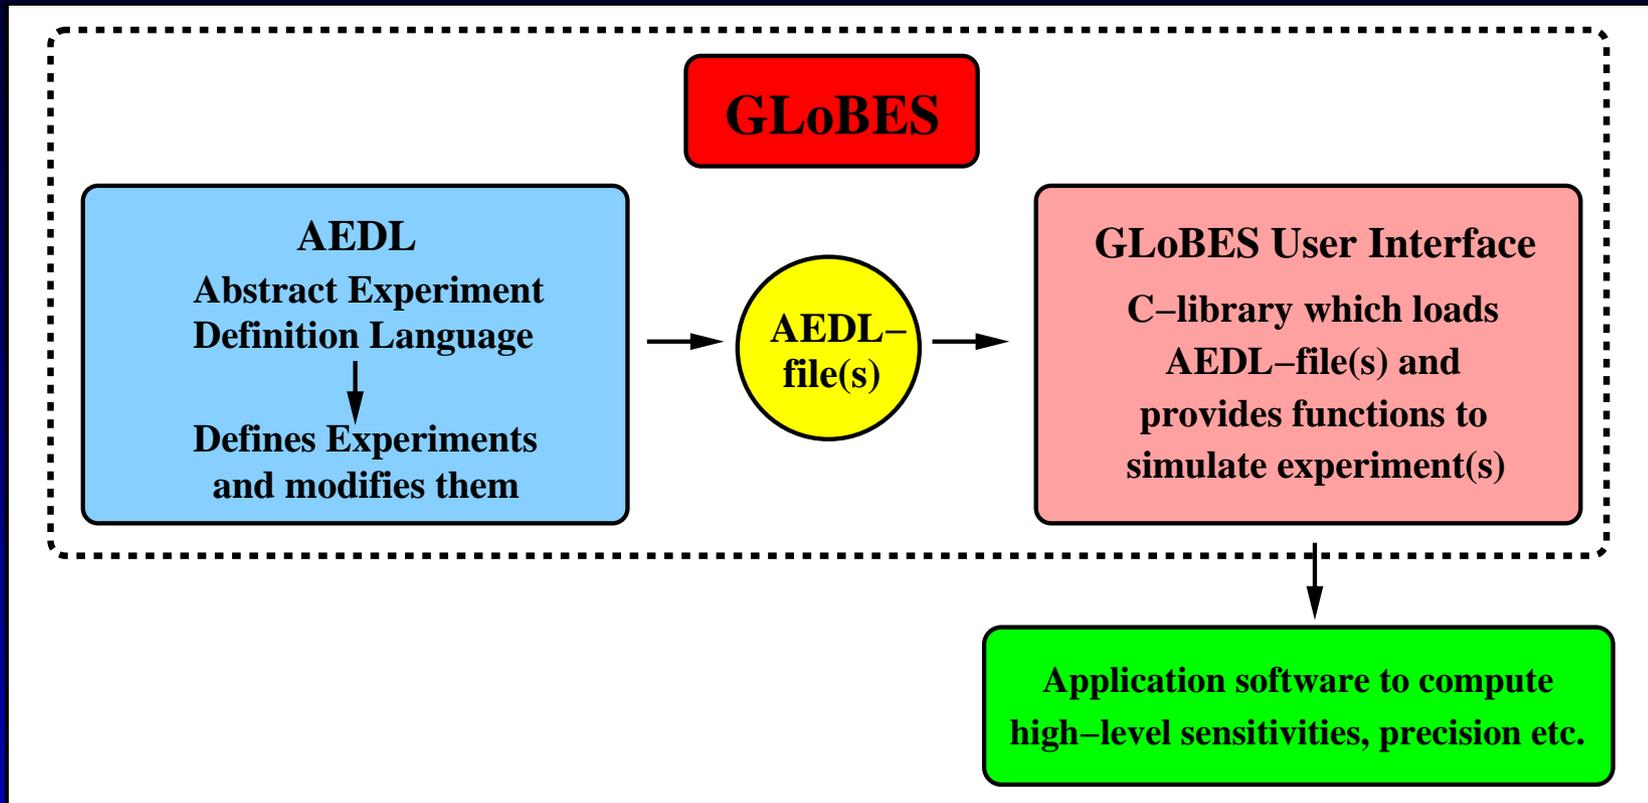 GLoBES
AEDL
Abstract Experiment
Definition Language
Defines Experiments
and modifies them
AEDL–
file(s)
GLoBES User Interface
C–library which loads
AEDL–file(s) and
provides functions to
simulate experiment(s)
Application software to compute
high–level sensitivities, precision etc.